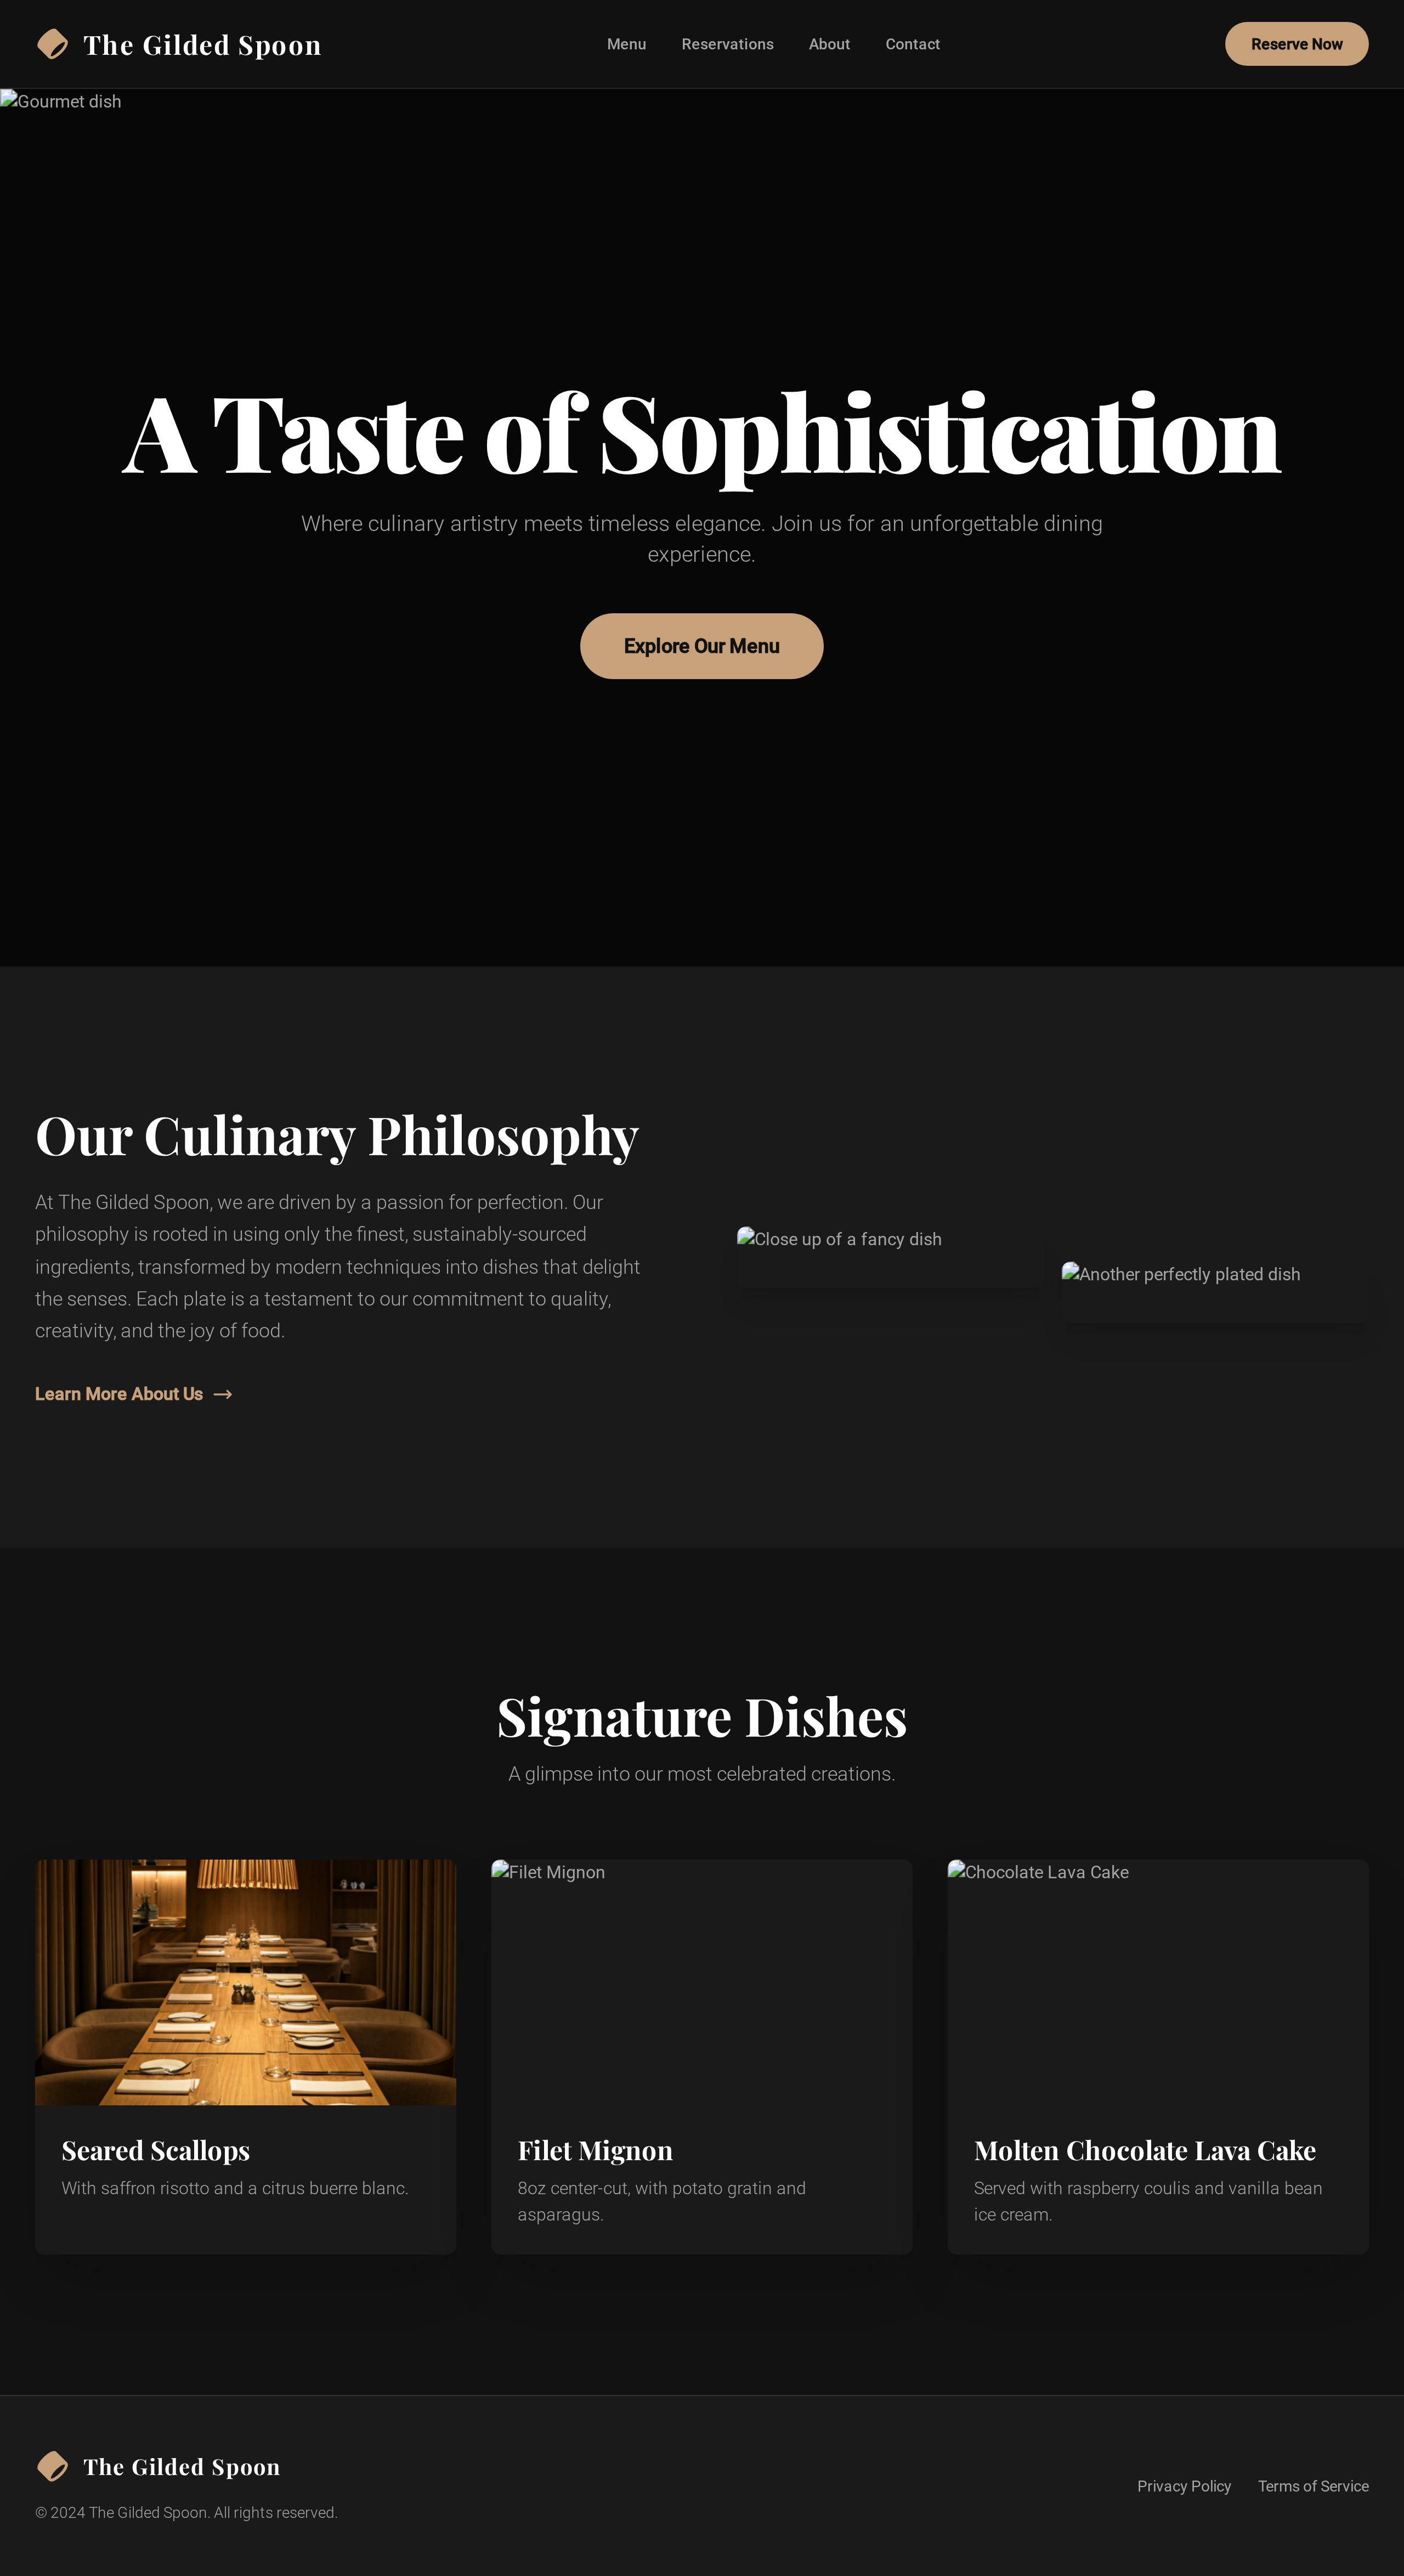 The Gilded Spoon
Menu
Reservations
About
Contact
Reserve Now
Gourmet dish
A Taste of Sophistication
Where culinary artistry meets timeless elegance. Join us for an unforgettable dining
experience.
Explore Our Menu
Our Culinary Philosophy
At The Gilded Spoon, we are driven by a passion for perfection. Our
philosophy is rooted in using only the finest, sustainably-sourced
ingredients, transformed by modern techniques into dishes that delight
the senses. Each plate is a testament to our commitment to quality,
creativity, and the joy of food.
Learn More About Us →
Close up of a fancy dish
Another perfectly plated dish
Signature Dishes
A glimpse into our most celebrated creations.
Seared Scallops
With saffron risotto and a citrus buerre blanc.
Filet Mignon
Filet Mignon
8oz center-cut, with potato gratin and
asparagus.
Chocolate Lava Cake
Molten Chocolate Lava Cake
Served with raspberry coulis and vanilla bean
ice cream.
The Gilded Spoon
© 2024 The Gilded Spoon. All rights reserved.
Privacy Policy
Terms of Service